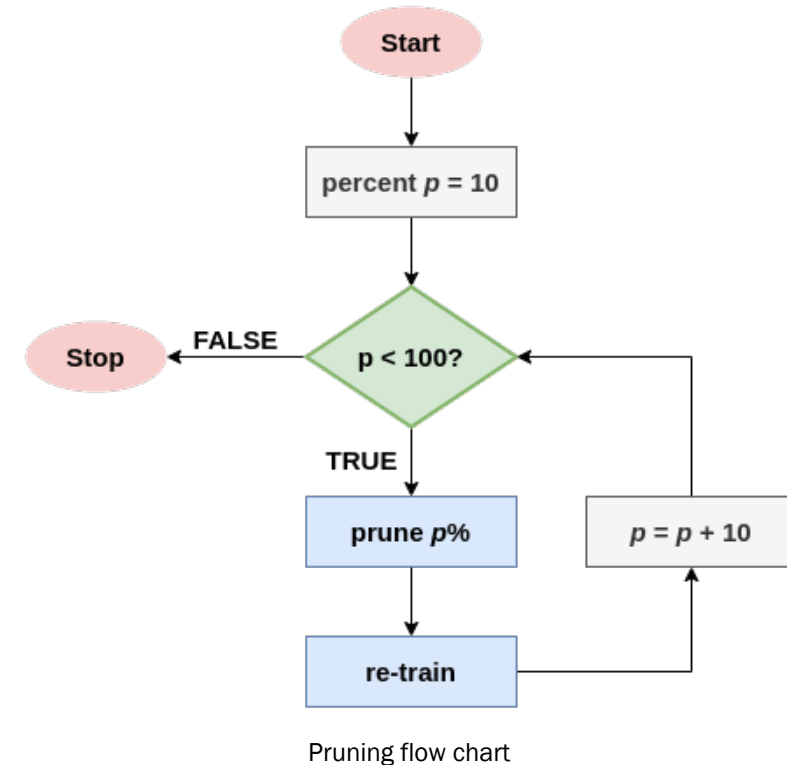 Start
percent p = 10
p < 100?
FALSE
Stop
TRUE
prune p%
p = p + 10
re-train
Pruning flow chart